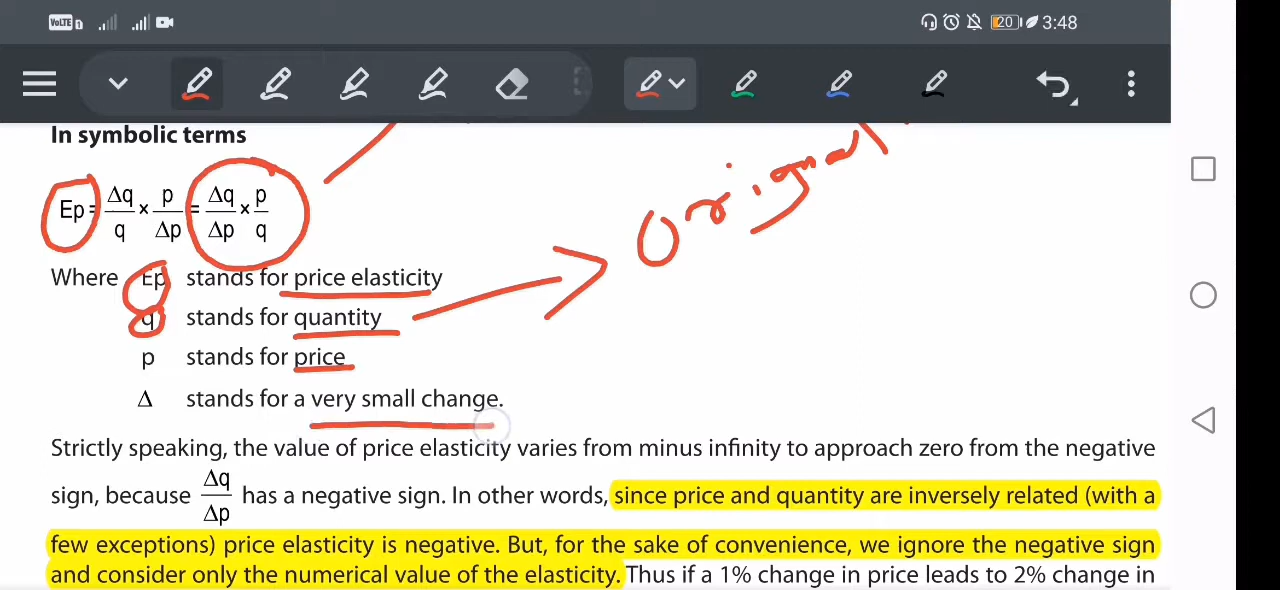 VoLTE 1 20 3:48
In symbolic terms
Original
Ep = Δq/q × p/Δp = Δq/Δp × p/q
Where Ep stands for price elasticity
q stands for quantity
p stands for price
Δ stands for a very small change.
Strictly speaking, the value of price elasticity varies from minus infinity to approach zero from the negative
sign, because Δq/Δp has a negative sign. In other words, since price and quantity are inversely related (with a
few exceptions) price elasticity is negative. But, for the sake of convenience, we ignore the negative sign
and consider only the numerical value of the elasticity. Thus if a 1% change in price leads to 2% change in